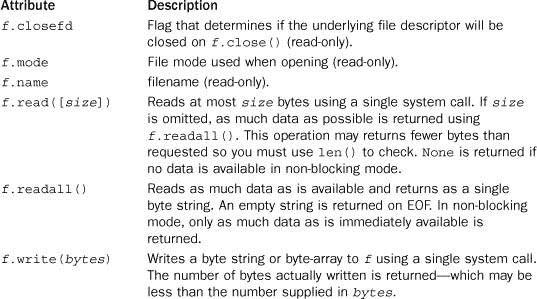 Attribute Description
f.closefd Flag that determines if the underlying file descriptor will be
closed on f.close() (read-only).
f.mode File mode used when opening (read-only).
f.name filename (read-only).
f.read([size]) Reads at most size bytes using a single system call. If size
is omitted, as much data as possible is returned using
f.readall(). This operation may returns fewer bytes than
requested so you must use len() to check. None is returned if
no data is available in non-blocking mode.
f.readall() Reads as much data as is available and returns as a single
byte string. An empty string is returned on EOF. In non-blocking
mode, only as much data as is immediately available is
returned.
f.write(bytes) Writes a byte string or byte-array to f using a single system call.
The number of bytes actually written is returned—which may be
less than the number supplied in bytes.